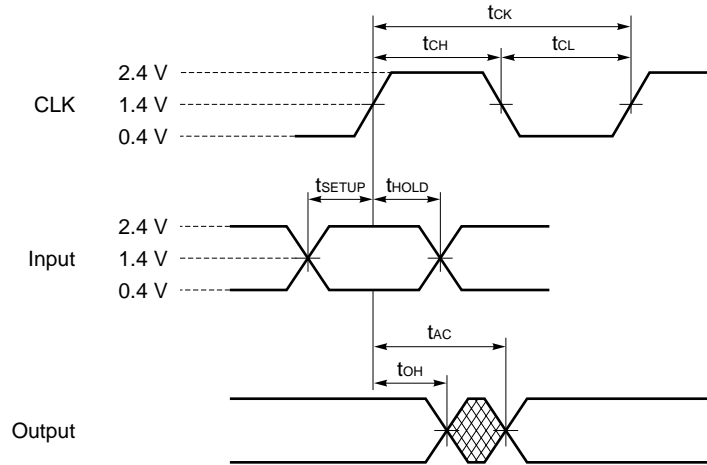 tCK
tCH tCL
2.4 V
CLK 1.4 V
0.4 V
tSETUP tHOLD
2.4 V
Input 1.4 V
0.4 V
tAC
tOH
Output